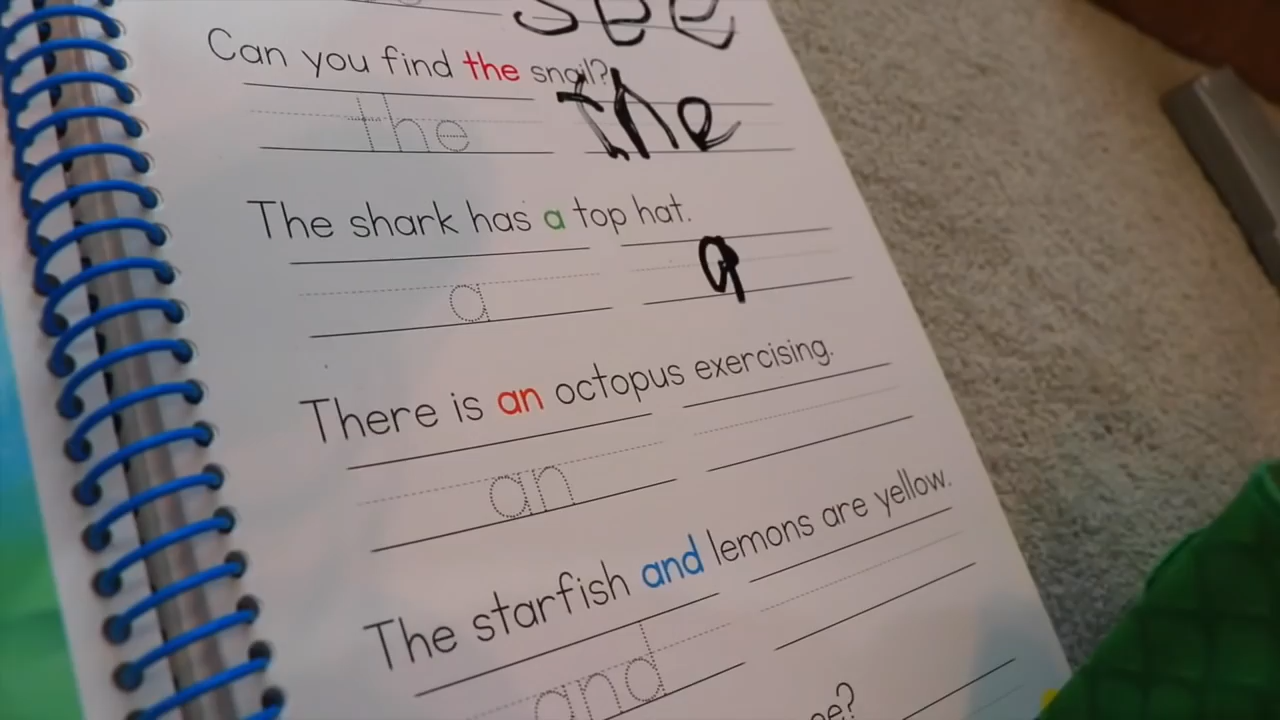 see
Can you find the snail?
the the
The shark has a top hat.
a a
There is an octopus exercising.
an
The starfish and lemons are yellow.
and